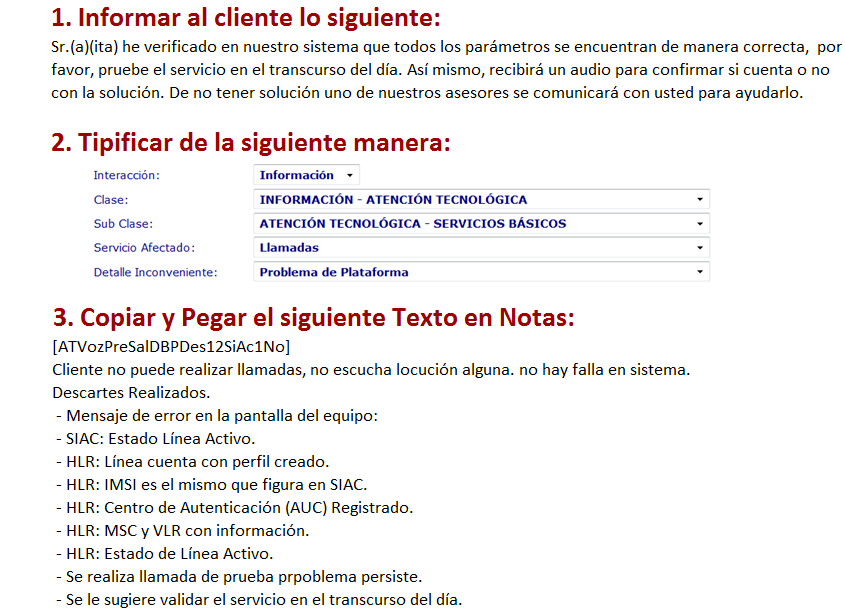 1. Informar al cliente lo siguiente:
Sr.(a)(ita) he verificado en nuestro sistema que todos los parámetros se encuentran de manera correcta,  por
favor, pruebe el servicio en el transcurso del día. Así mismo, recibirá un audio para confirmar si cuenta o no
con la solución. De no tener solución uno de nuestros asesores se comunicará con usted para ayudarlo.
2. Tipificar de la siguiente manera:
Interacción: Información
Clase: INFORMACIÓN - ATENCIÓN TECNOLÓGICA
Sub Clase: ATENCIÓN TECNOLÓGICA - SERVICIOS BÁSICOS
Servicio Afectado: Llamadas
Detalle Inconveniente: Problema de Plataforma
3. Copiar y Pegar el siguiente Texto en Notas:
[ATVozPreSalDBPDes12SiAc1No]
Cliente no puede realizar llamadas, no escucha locución alguna. no hay falla en sistema.
Descartes Realizados.
- Mensaje de error en la pantalla del equipo:
- SIAC: Estado Línea Activo.
- HLR: Línea cuenta con perfil creado.
- HLR: IMSI es el mismo que figura en SIAC.
- HLR: Centro de Autenticación (AUC) Registrado.
- HLR: MSC y VLR con información.
- HLR: Estado de Línea Activo.
- Se realiza llamada de prueba prpoblema persiste.
- Se le sugiere validar el servicio en el transcurso del día.